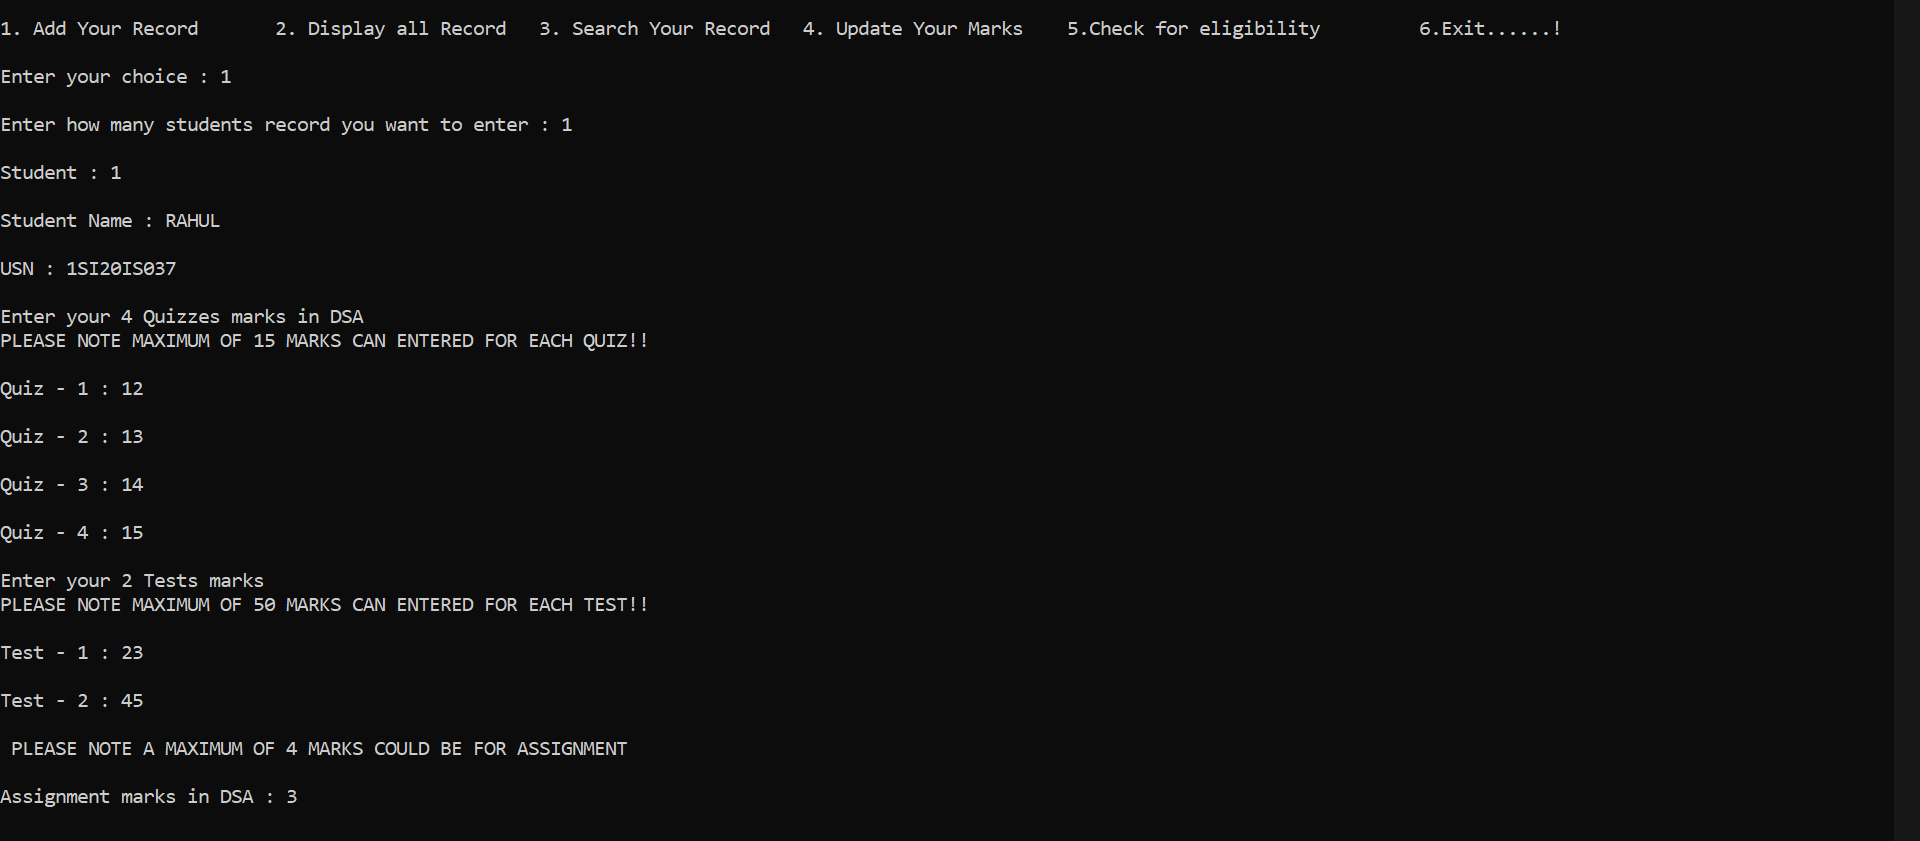 1. Add Your Record       2. Display all Record   3. Search Your Record   4. Update Your Marks    5.Check for eligibility         6.Exit......!
Enter your choice : 1
Enter how many students record you want to enter : 1
Student : 1
Student Name : RAHUL
USN : 1SI20IS037
Enter your 4 Quizzes marks in DSA
PLEASE NOTE MAXIMUM OF 15 MARKS CAN ENTERED FOR EACH QUIZ!!
Quiz - 1 : 12
Quiz - 2 : 13
Quiz - 3 : 14
Quiz - 4 : 15
Enter your 2 Tests marks
PLEASE NOTE MAXIMUM OF 50 MARKS CAN ENTERED FOR EACH TEST!!
Test - 1 : 23
Test - 2 : 45
PLEASE NOTE A MAXIMUM OF 4 MARKS COULD BE FOR ASSIGNMENT
Assignment marks in DSA : 3